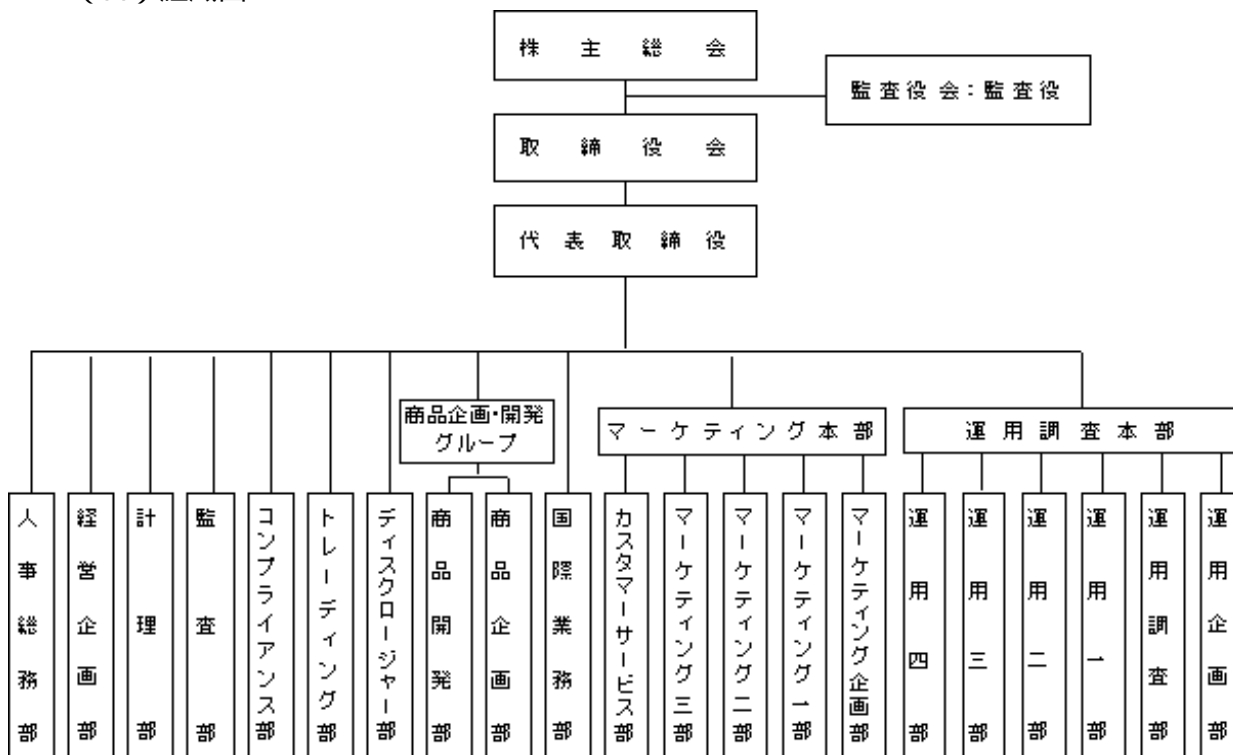 株主総会
監査役会：監査役
取締役会
代表取締役
商品企画・開発
グループ
マーケティング本部
運用調査本部
人事総務部
経営企画部
計理部
監査部
コンプライアンス部
トレーディング部
ディスクロージャー部
商品開発部
商品企画部
国際業務部
カスタマーサービス部
マーケティング三部
マーケティング二部
マーケティング一部
マーケティング企画部
運用四部
運用三部
運用二部
運用一部
運用調査部
運用企画部